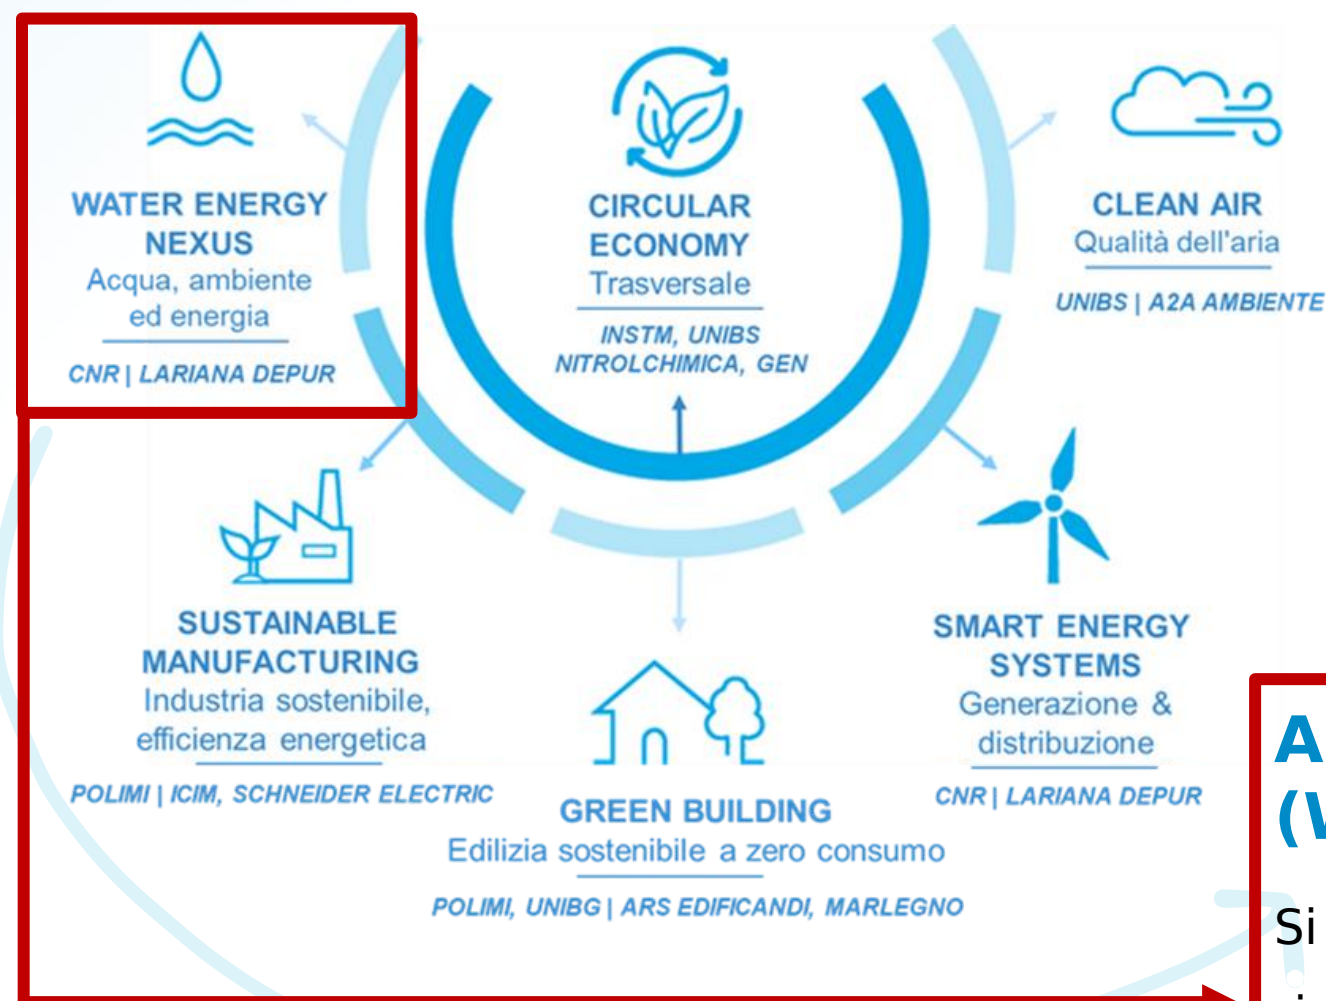 WATER ENERGY
NEXUS
Acqua, ambiente
ed energia
CNR | LARIANA DEPUR
CIRCULAR
ECONOMY
Trasversale
INSTM, UNIBS
NITROLCHIMICA, GEN
CLEAN AIR
Qualità dell'aria
UNIBS | A2A AMBIENTE
SUSTAINABLE
MANUFACTURING
Industria sostenibile,
efficienza energetica
POLIMI | ICIM, SCHNEIDER ELECTRIC
GREEN BUILDING
Edilizia sostenibile a zero consumo
POLIMI, UNIBG | ARS EDIFICANDI, MARLEGNO
SMART ENERGY
SYSTEMS
Generazione &
distribuzione
CNR | LARIANA DEPUR
Si